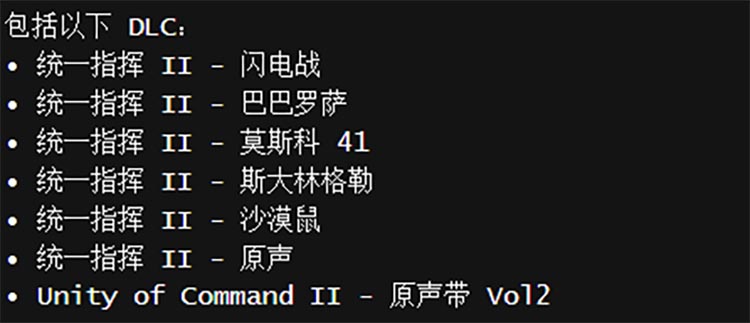 包括以下 DLC：
• 统一指挥 II - 闪电战
• 统一指挥 II - 巴巴罗萨
• 统一指挥 II - 莫斯科 41
• 统一指挥 II - 斯大林格勒
• 统一指挥 II - 沙漠鼠
• 统一指挥 II - 原声
• Unity of Command II - 原声带 Vol2